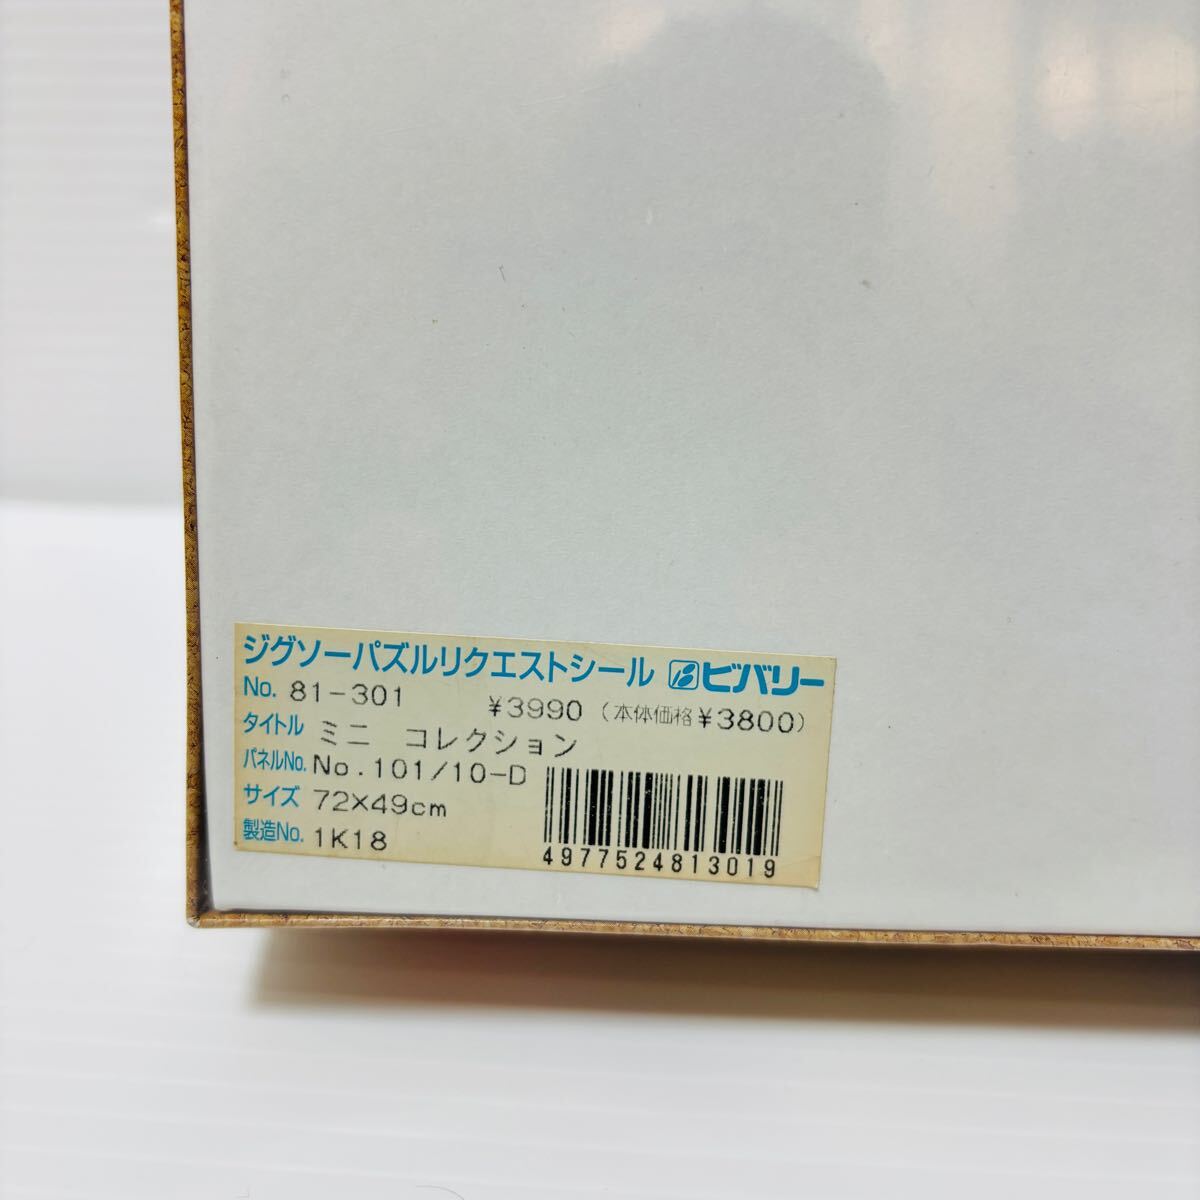 ジグソーパズルリクエストシール Bビバリー
No. 81-301 ¥3990 (本体価格¥3800)
タイトル ミニ コレクション
パネルNo. No.101/10-D
サイズ 72×49cm
製造No. 1K18
4977524813019